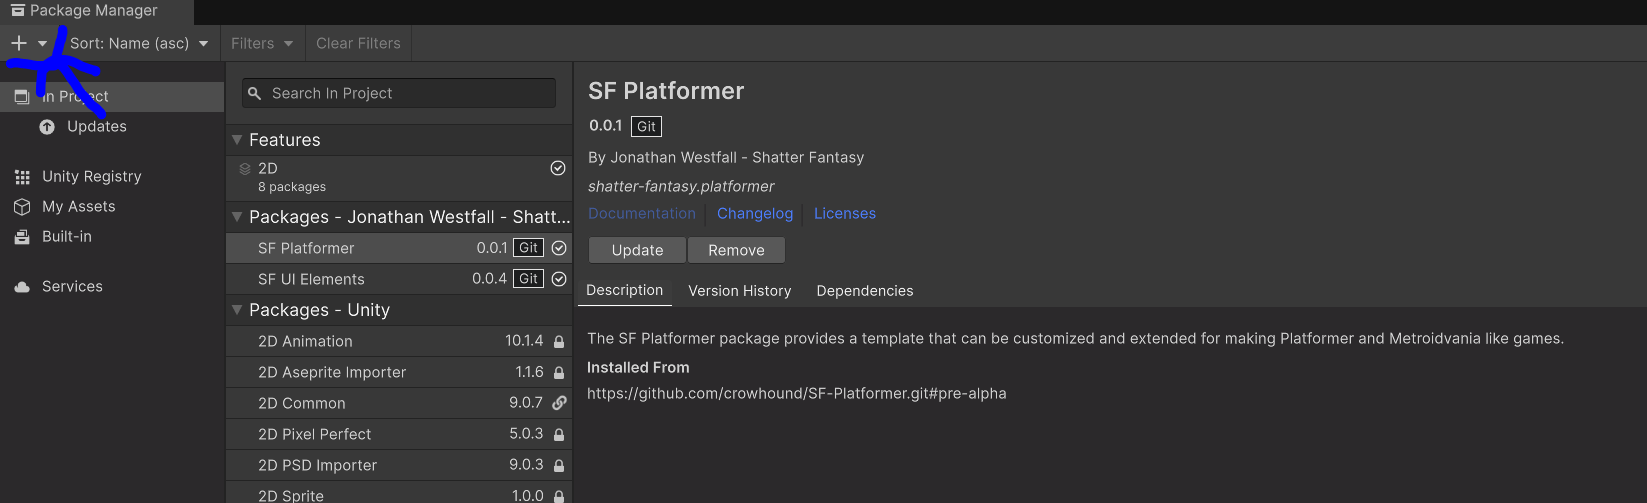 Package Manager
Sort: Name (asc)
Filters
Clear Filters
In Project
Updates
Unity Registry
My Assets
Built-in
Services
Search In Project
Features
2D
8 packages
Packages - Jonathan Westfall - Shatt...
SF Platformer 0.0.1 Git
SF UI Elements 0.0.4 Git
Packages - Unity
2D Animation 10.1.4
2D Aseprite Importer 1.1.6
2D Common 9.0.7
2D Pixel Perfect 5.0.3
2D PSD Importer 9.0.3
2D Sprite 1.0.0
SF Platformer
0.0.1 Git
By Jonathan Westfall - Shatter Fantasy
shatter-fantasy.platformer
Documentation Changelog Licenses
Update Remove
Description Version History Dependencies
The SF Platformer package provides a template that can be customized and extended for making Platformer and Metroidvania like games.
Installed From
https://github.com/crowhound/SF-Platformer.git#pre-alpha